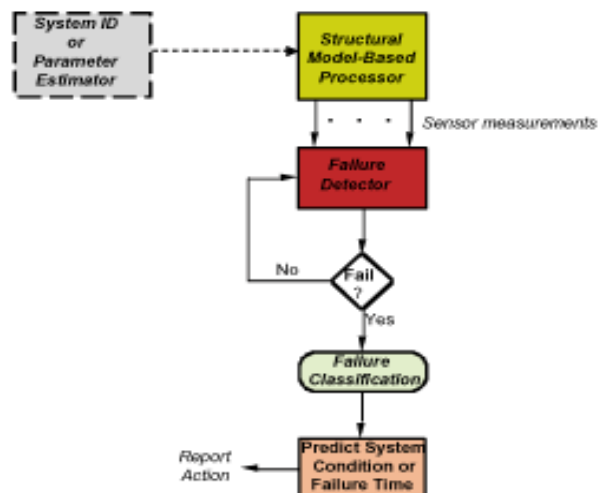 System ID
or
Parameter
Estimator
Structural
Model-Based
Processor
Sensor measurements
Failure
Detector
No
Fail
?
Yes
Failure
Classification
Predict System
Condition or
Failure Time
Report
Action